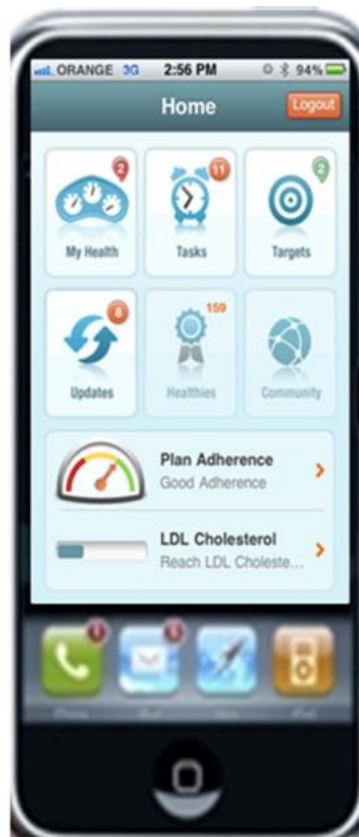 ORANGE 3G 2:56 PM 94%
Home Logout
2 11 2
My Health Tasks Targets
8 159
Updates Healthies Community
Plan Adherence
Good Adherence
LDL Cholesterol
Reach LDL Choleste...